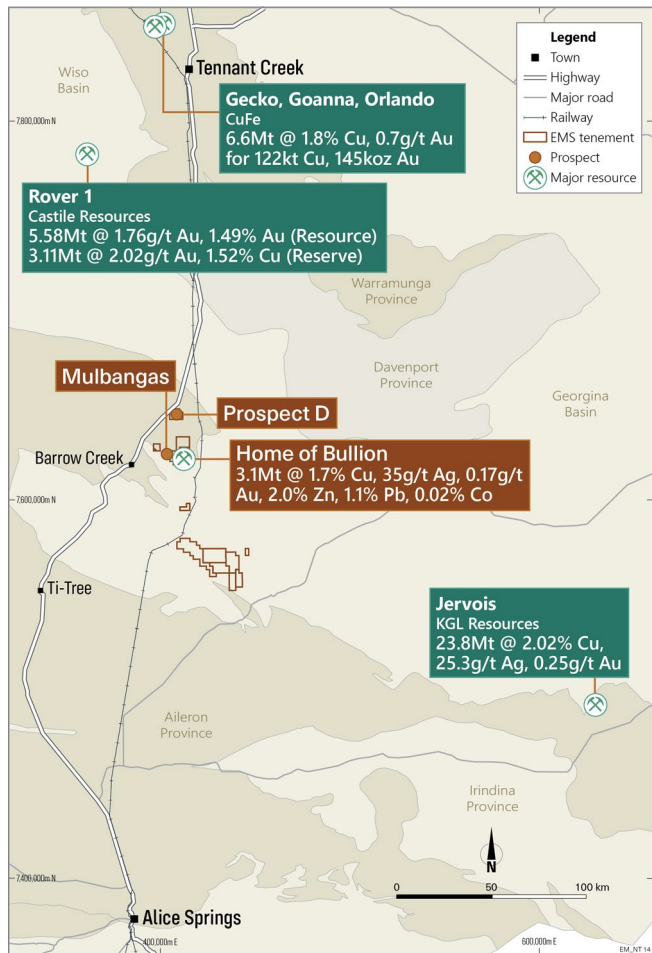 Legend
Town
Highway
Major road
Railway
EMS tenement
Prospect
Major resource
Wiso
Basin
Tennant Creek
Gecko, Goanna, Orlando
CuFe
6.6Mt @ 1.8% Cu, 0.7g/t Au
for 122kt Cu, 145koz Au
7,800,000m N
Rover 1
Castile Resources
5.58Mt @ 1.76g/t Au, 1.49% Au (Resource)
3.11Mt @ 2.02g/t Au, 1.52% Cu (Reserve)
Warramunga
Province
Davenport
Province
Georgina
Basin
Mulbangas
Prospect D
Barrow Creek
Home of Bullion
3.1Mt @ 1.7% Cu, 35g/t Ag, 0.17g/t
Au, 2.0% Zn, 1.1% Pb, 0.02% Co
7,600,000m N
Ti-Tree
Jervois
KGL Resources
23.8Mt @ 2.02% Cu,
25.3g/t Ag, 0.25g/t Au
Aileron
Province
Irindina
Province
N
0 50 100 km
7,400,000m N
Alice Springs
400,000m E
600,000m E
EM_NT 14